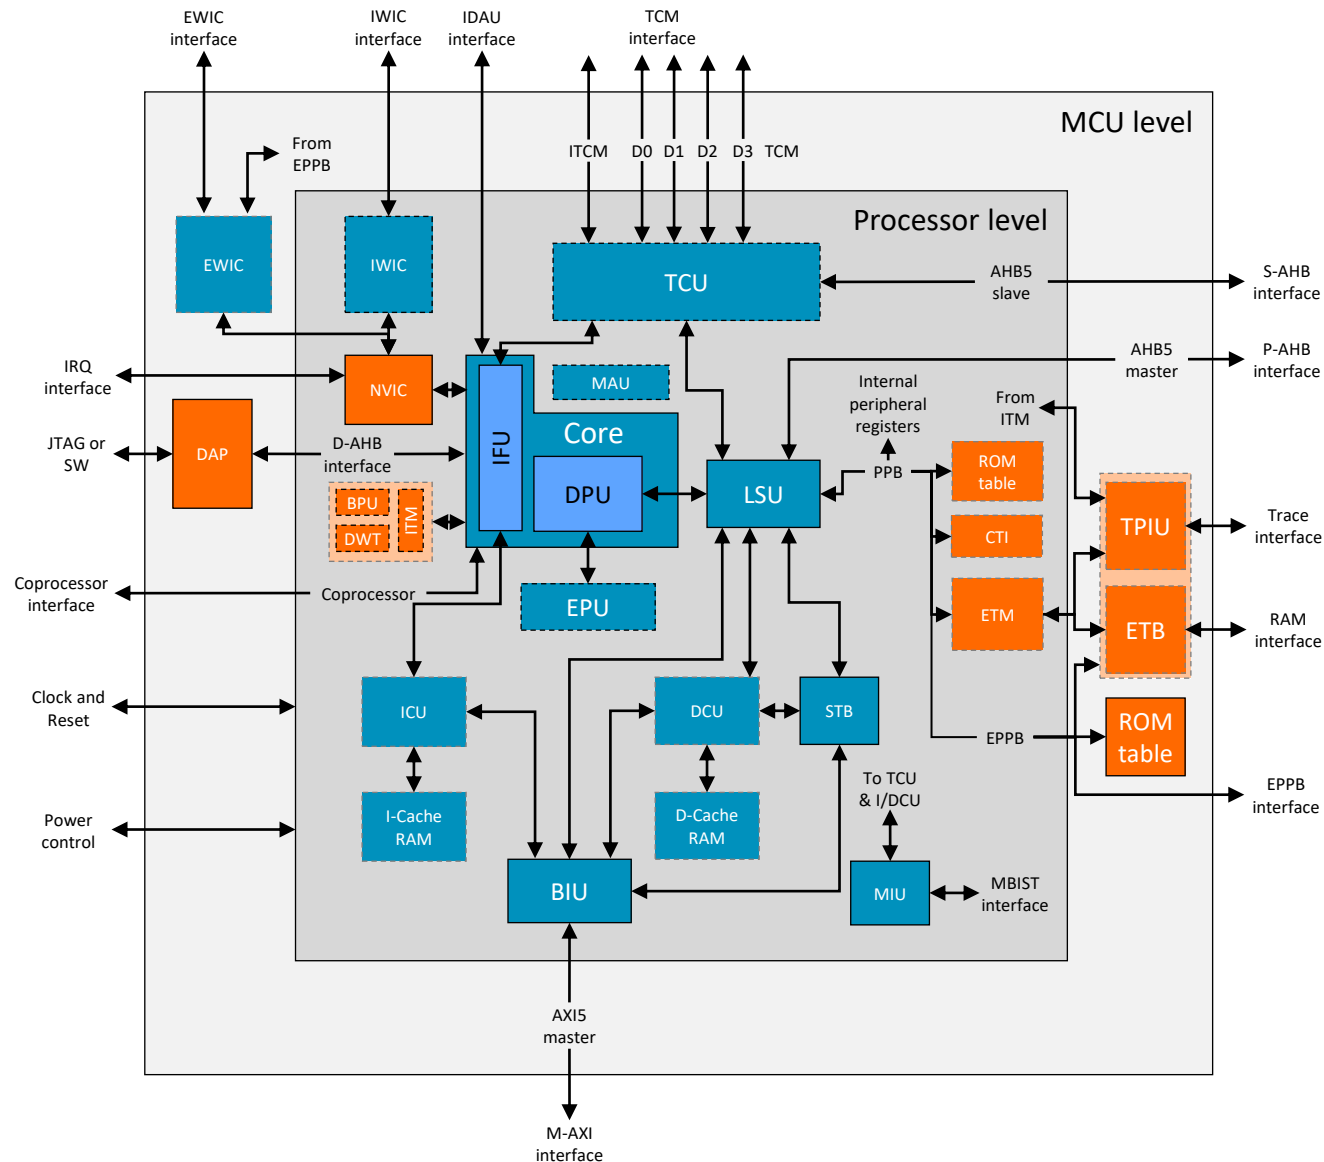 EWIC
interface
IWIC
interface
IDAU
interface
TCM
interface
MCU level
From
EPPB
ITCM
D0
D1
D2
D3
TCM
Processor level
EWIC
IWIC
TCU
AHB5
slave
S-AHB
interface
IRQ
interface
NVIC
MAU
AHB5
master
P-AHB
interface
Internal
peripheral
registers
From
ITM
JTAG or
SW
DAP
D-AHB
interface
IFU
Core
DPU
LSU
PPB
ROM
table
BPU
DWT
ITM
CTI
TPIU
Trace
interface
Coprocessor
interface
Coprocessor
EPU
ETM
ETB
RAM
interface
Clock and
Reset
ICU
DCU
STB
EPPB
ROM
table
To TCU
& I/DCU
EPPB
interface
Power
control
I-Cache
RAM
D-Cache
RAM
BIU
MIU
MBIST
interface
AXI5
master
M-AXI
interface